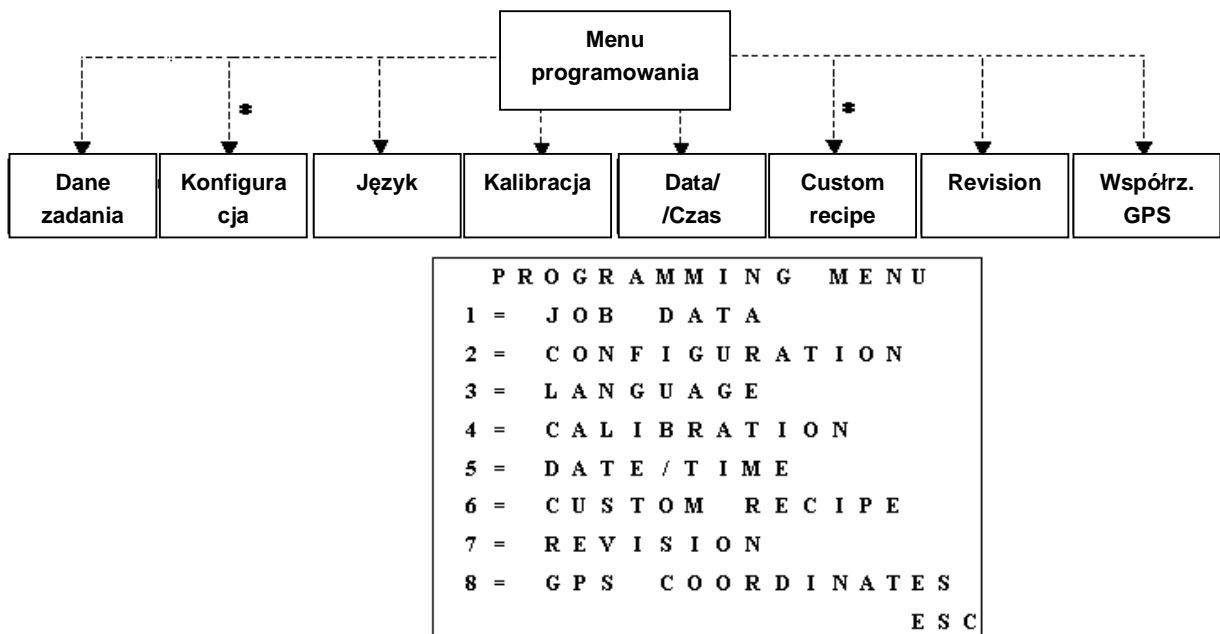 Menu
programowania
*
*
Dane
zadania
Konfigura
cja
Język
Kalibracja
Data/
/Czas
Custom
recipe
Revision
Współrz.
GPS
PROGRAMMING MENU
1 = JOB DATA
2 = CONFIGURATION
3 = LANGUAGE
4 = CALIBRATION
5 = DATE/TIME
6 = CUSTOM RECIPE
7 = REVISION
8 = GPS COORDINATES
ESC